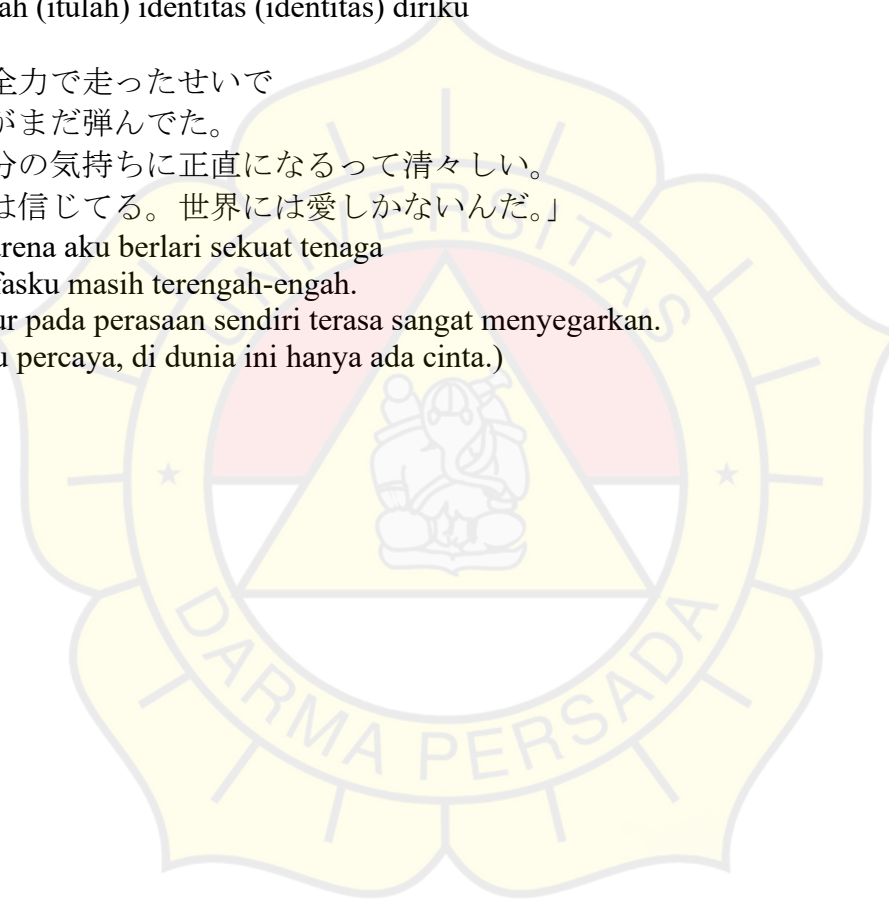 ah (itulah) identitas (identitas) diriku
全力で走ったせいで
がまだ弾んでた。
分の気持ちに正直になるって清々しい。
は信じてる。世界には愛しかないんだ。」
rena aku berlari sekuat tenaga
fasku masih terengah-engah.
ur pada perasaan sendiri terasa sangat menyegarkan.
u percaya, di dunia ini hanya ada cinta.)
UNIVERSITAS
DARMA PERSADA